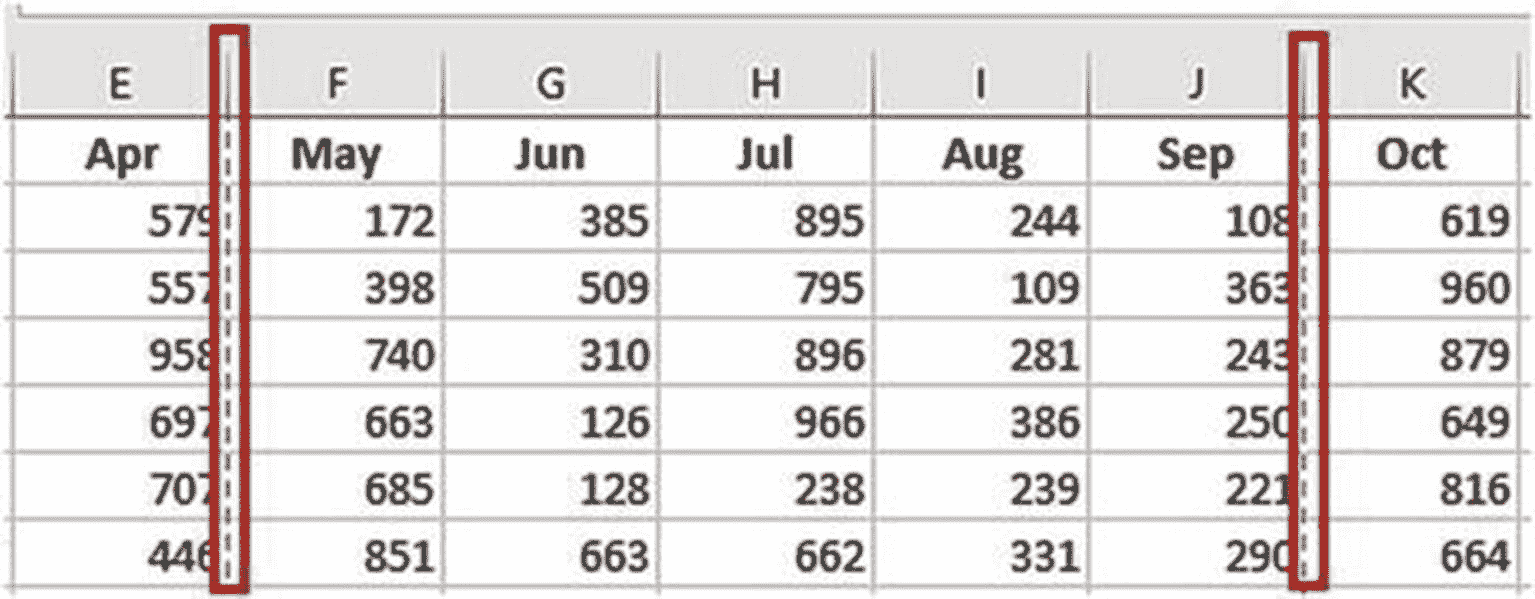 E F G H I J K
Apr May Jun Jul Aug Sep Oct
579 172 385 895 244 108 619
557 398 509 795 109 363 960
958 740 310 896 281 243 879
697 663 126 966 386 250 649
707 685 128 238 239 221 816
446 851 663 662 331 290 664